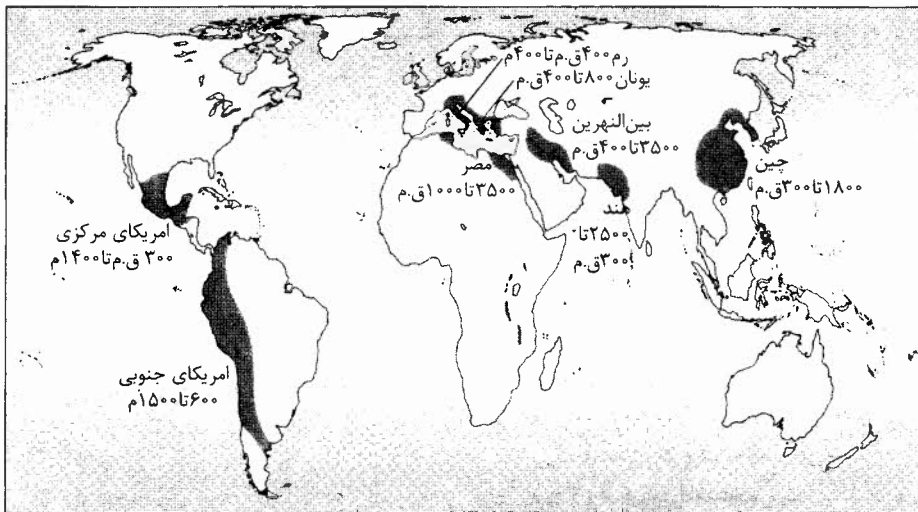 رم ۴۰۰ق.م تا ۴۰۰م
یونان ۸۰۰ تا ۴۰۰ق.م
بین‌النهرین
۳۵۰۰ تا ۴۰۰ق.م
مصر
۳۵۰۰ تا ۱۰۰۰ق.م
هند
۲۵۰۰ تا
۳۰۰ق.م
چین
۱۸۰۰ تا ۳۰۰ق.م
امریکای مرکزی
۳۰۰ ق.م تا ۱۴۰۰م
امریکای جنوبی
۶۰۰ تا ۱۵۰۰م